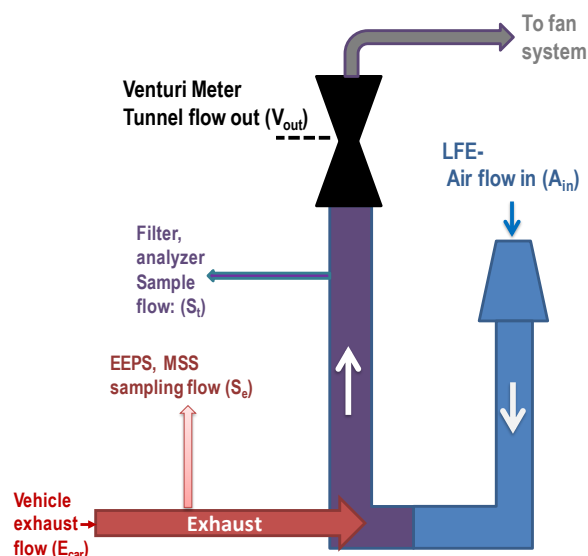 To fan
system
Venturi Meter
Tunnel flow out (Vout)
LFE-
Air flow in (Ain)
Filter,
analyzer
Sample
flow: (St)
EEPS, MSS
sampling flow (Se)
Vehicle
exhaust
flow (Ecar)
Exhaust